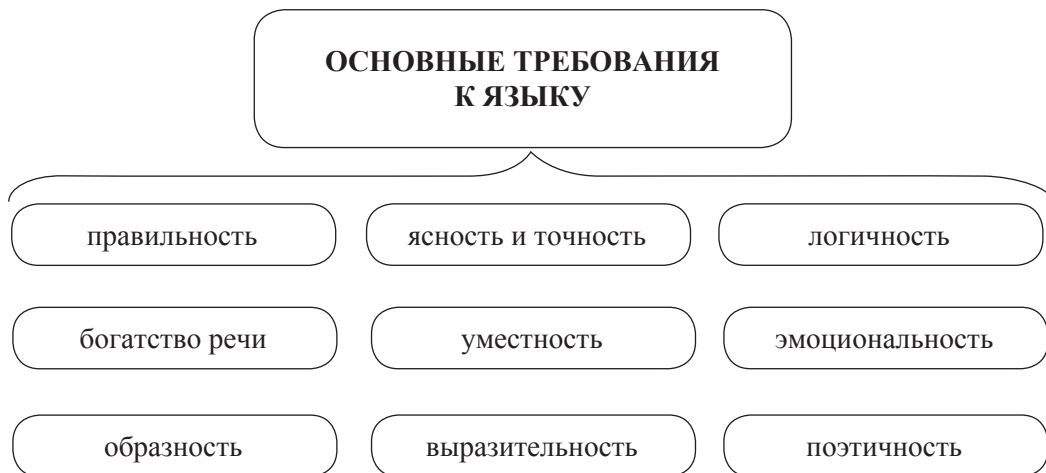 ОСНОВНЫЕ ТРЕБОВАНИЯ
К ЯЗЫКУ
правильность
ясность и точность
логичность
богатство речи
уместность
эмоциональность
образность
выразительность
поэтичность